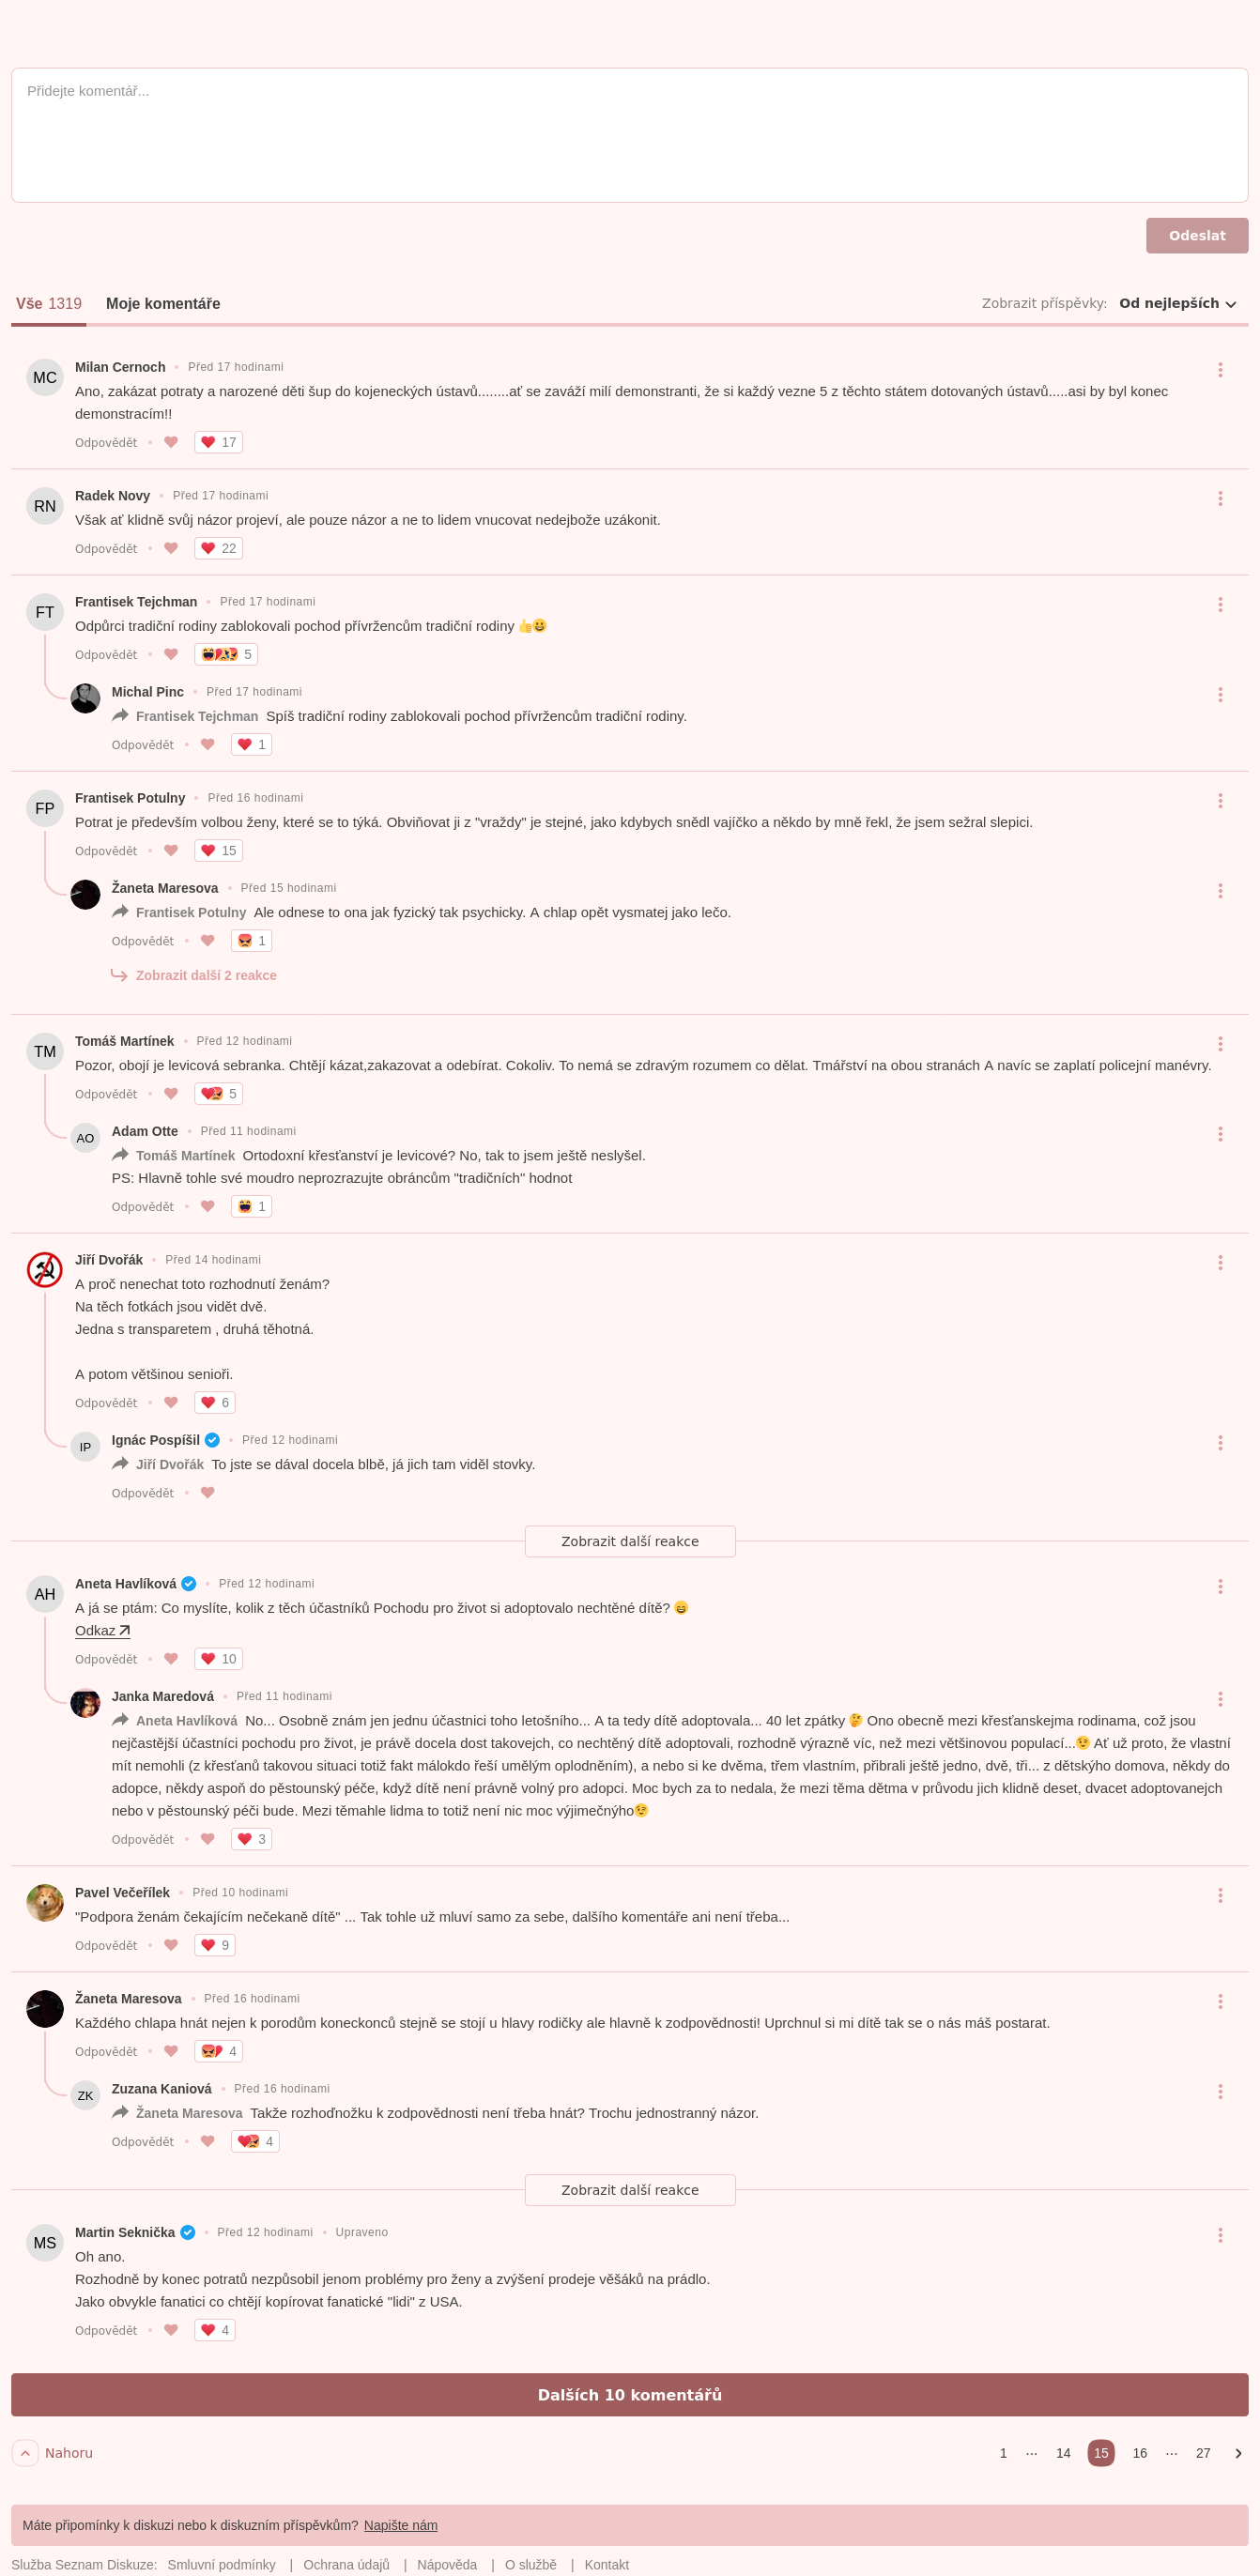 Přidejte komentář...
Odeslat
Vše 1319 Moje komentáře Zobrazit příspěvky: Od nejlepších
MC Milan Cernoch • Před 17 hodinami
Ano, zakázat potraty a narozené děti šup do kojeneckých ústavů........ať se zaváží milí demonstranti, že si každý vezne 5 z těchto státem dotovaných ústavů.....asi by byl konec
demonstracím!!
Odpovědět • 17
RN Radek Novy • Před 17 hodinami
Však ať klidně svůj názor projeví, ale pouze názor a ne to lidem vnucovat nedejbože uzákonit.
Odpovědět • 22
FT Frantisek Tejchman • Před 17 hodinami
Odpůrci tradiční rodiny zablokovali pochod přívržencům tradiční rodiny 👍😀
Odpovědět • 5
Michal Pinc • Před 17 hodinami
Frantisek Tejchman Spíš tradiční rodiny zablokovali pochod přívržencům tradiční rodiny.
Odpovědět • 1
FP Frantisek Potulny • Před 16 hodinami
Potrat je především volbou ženy, které se to týká. Obviňovat ji z "vraždy" je stejné, jako kdybych snědl vajíčko a někdo by mně řekl, že jsem sežral slepici.
Odpovědět • 15
Žaneta Maresova • Před 15 hodinami
Frantisek Potulny Ale odnese to ona jak fyzický tak psychicky. A chlap opět vysmatej jako lečo.
Odpovědět • 1
Zobrazit další 2 reakce
TM Tomáš Martínek • Před 12 hodinami
Pozor, obojí je levicová sebranka. Chtějí kázat,zakazovat a odebírat. Cokoliv. To nemá se zdravým rozumem co dělat. Tmářství na obou stranách A navíc se zaplatí policejní manévry.
Odpovědět • 5
AO Adam Otte • Před 11 hodinami
Tomáš Martínek Ortodoxní křesťanství je levicové? No, tak to jsem ještě neslyšel.
PS: Hlavně tohle své moudro neprozrazujte obráncům "tradičních" hodnot
Odpovědět • 1
Jiří Dvořák • Před 14 hodinami
A proč nenechat toto rozhodnutí ženám?
Na těch fotkách jsou vidět dvě.
Jedna s transparetem , druhá těhotná.
A potom většinou senioři.
Odpovědět • 6
IP Ignác Pospíšil • Před 12 hodinami
Jiří Dvořák To jste se dával docela blbě, já jich tam viděl stovky.
Odpovědět •
Zobrazit další reakce
AH Aneta Havlíková • Před 12 hodinami
A já se ptám: Co myslíte, kolik z těch účastníků Pochodu pro život si adoptovalo nechtěné dítě? 😄
Odkaz
Odpovědět • 10
Janka Maredová • Před 11 hodinami
Aneta Havlíková No... Osobně znám jen jednu účastnici toho letošního... A ta tedy dítě adoptovala... 40 let zpátky 🤔 Ono obecně mezi křesťanskejma rodinama, což jsou
nejčastější účastníci pochodu pro život, je právě docela dost takovejch, co nechtěný dítě adoptovali, rozhodně výrazně víc, než mezi většinovou populací...😉 Ať už proto, že vlastní
mít nemohli (z křesťanů takovou situaci totiž fakt málokdo řeší umělým oplodněním), a nebo si ke dvěma, třem vlastním, přibrali ještě jedno, dvě, tři... z dětskýho domova, někdy do
adopce, někdy aspoň do pěstounský péče, když dítě není právně volný pro adopci. Moc bych za to nedala, že mezi těma dětma v průvodu jich klidně deset, dvacet adoptovanejch
nebo v pěstounský péči bude. Mezi těmahle lidma to totiž není nic moc výjimečnýho😉
Odpovědět • 3
Pavel Večeřílek • Před 10 hodinami
"Podpora ženám čekajícím nečekaně dítě" ... Tak tohle už mluví samo za sebe, dalšího komentáře ani není třeba...
Odpovědět • 9
Žaneta Maresova • Před 16 hodinami
Každého chlapa hnát nejen k porodům koneckonců stejně se stojí u hlavy rodičky ale hlavně k zodpovědnosti! Uprchnul si mi dítě tak se o nás máš postarat.
Odpovědět • 4
ZK Zuzana Kaniová • Před 16 hodinami
Žaneta Maresova Takže rozhoďnožku k zodpovědnosti není třeba hnát? Trochu jednostranný názor.
Odpovědět • 4
Zobrazit další reakce
MS Martin Seknička • Před 12 hodinami • Upraveno
Oh ano.
Rozhodně by konec potratů nezpůsobil jenom problémy pro ženy a zvýšení prodeje věšáků na prádlo.
Jako obvykle fanatici co chtějí kopírovat fanatické "lidi" z USA.
Odpovědět • 4
Dalších 10 komentářů
Nahoru 1 ... 14 15 16 ... 27
Máte připomínky k diskuzi nebo k diskuzním příspěvkům? Napište nám
Služba Seznam Diskuze: Smluvní podmínky | Ochrana údajů | Nápověda | O službě | Kontakt